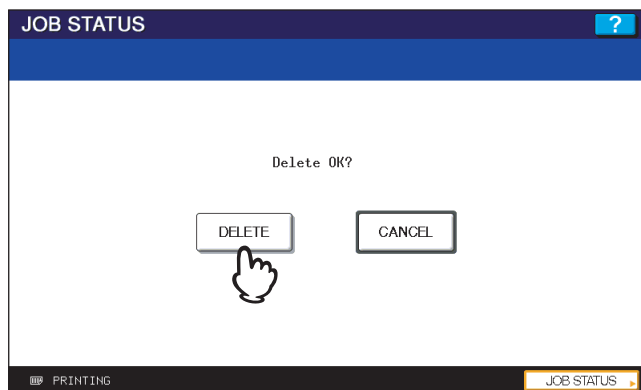 JOB STATUS ?
Delete OK?
DELETE CANCEL
PRINTING JOB STATUS